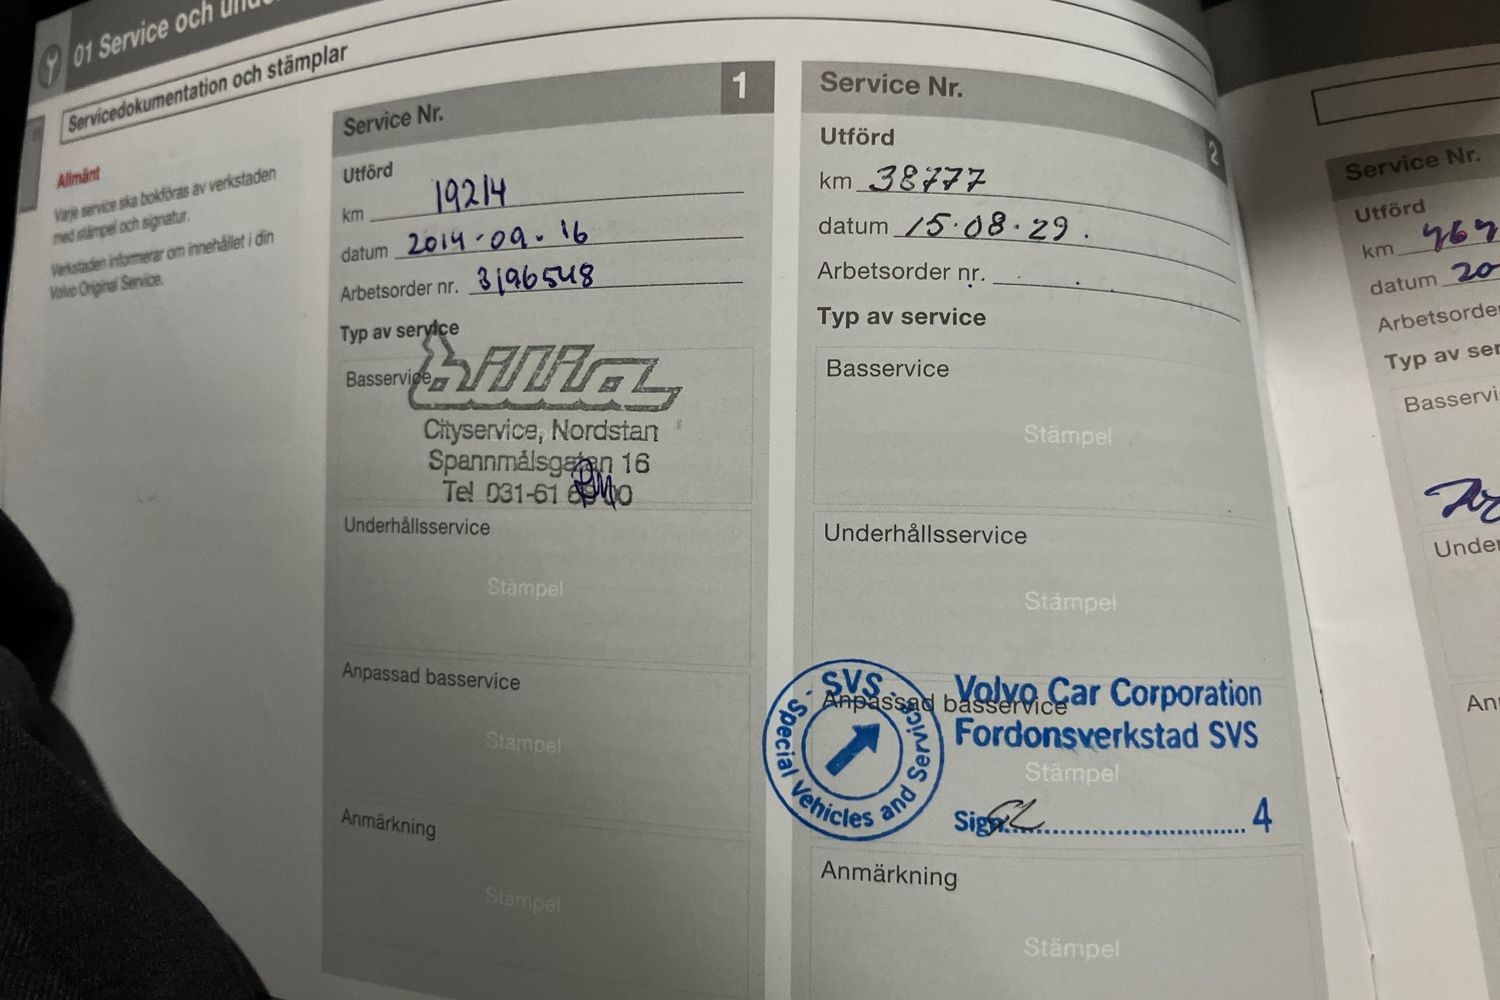 01 Service och
Servicedokumentation och stämplar
Allmänt
Varje service ska bokföras av verkstaden
med stämpel och signatur.
Verkstaden informerar om innehållet i din
Volvo Original Service.
Service Nr. 1
Utförd
km 19214
datum 2014-09-16
Arbetsorder nr. 3196548
Typ av service
Basservice
bilia
Cityservice, Nordstan
Spannmålsgatan 16
Tel 031-61
Underhållsservice
Stämpel
Anpassad basservice
Stämpel
Anmärkning
Stämpel
Service Nr. 2
Utförd
km 38777
datum 15.08.29.
Arbetsorder nr.
Typ av service
Basservice
Stämpel
Underhållsservice
Stämpel
Anpassad basservice
Stämpel
SVS
Special Vehicles and Service
Volvo Car Corporation
Fordonsverkstad SVS
Sign. 4
Anmärkning
Stämpel
Service Nr.
Utförd
km
datum 20
Arbetsorder
Typ av